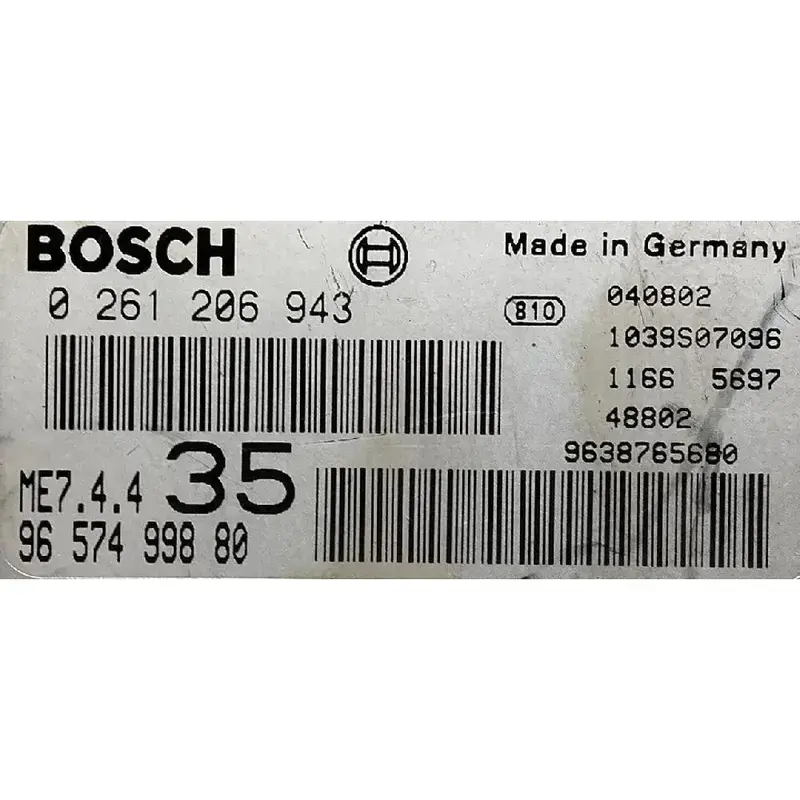 BOSCH
Made in Germany
0 261 206 943
810
040802
1039S07096
1166 5697
48802
9638765680
ME7.4.4 35
96 574 998 80